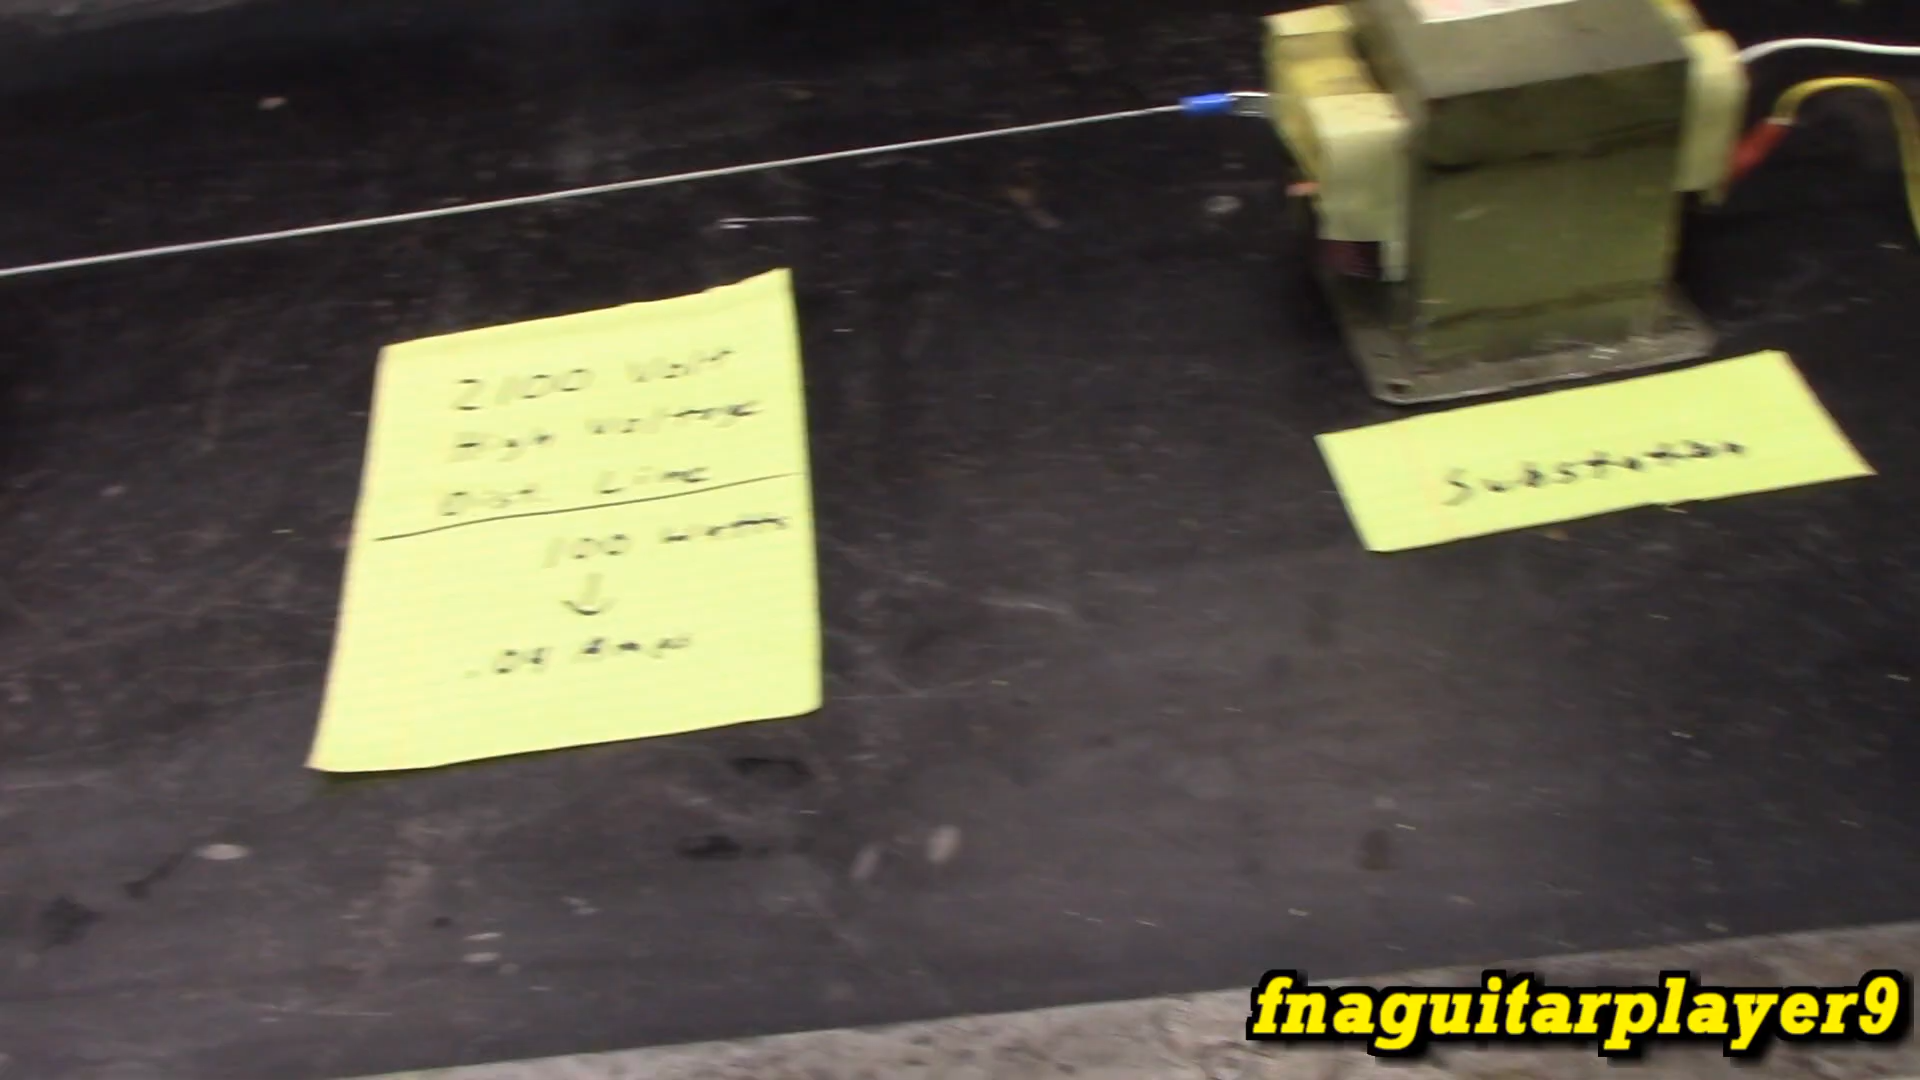 2100 Volt
High Voltage
Dist. Line
100 Watts
.04 Amps
Substation
fnaguitarplayer9